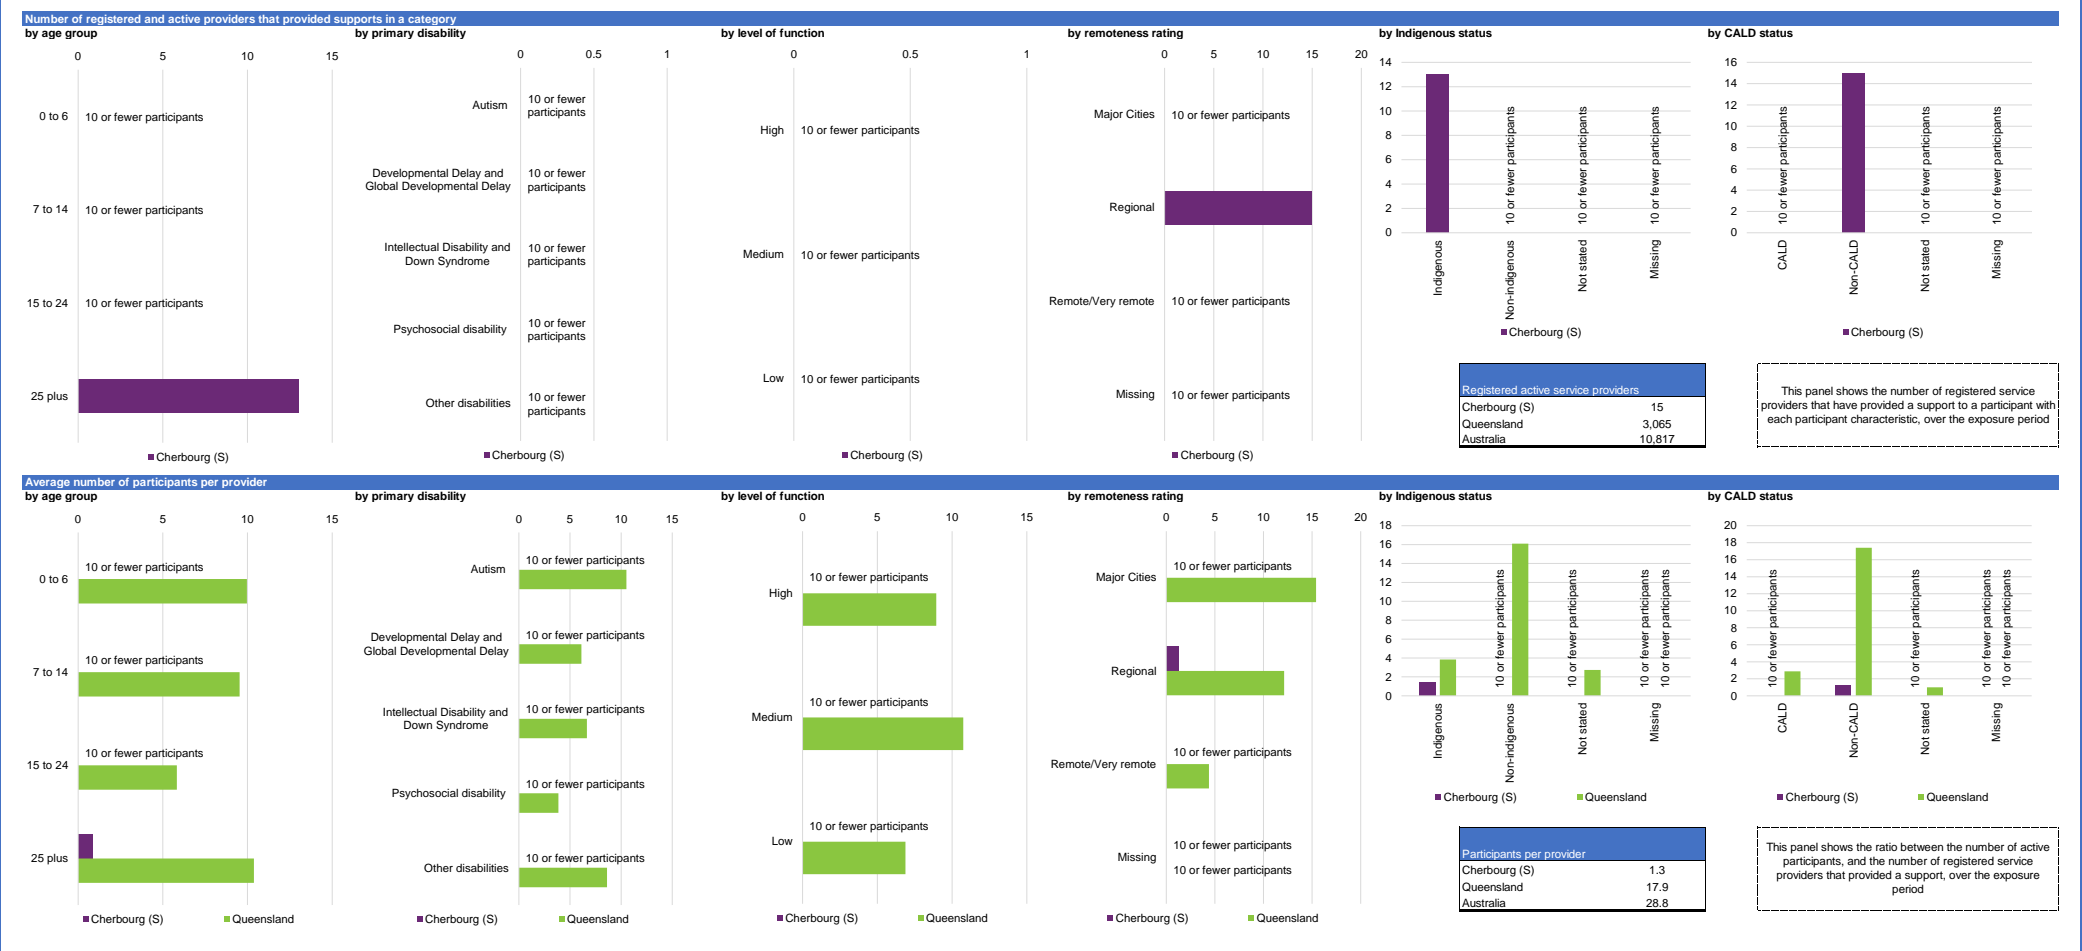 Number of registered and active providers that provided supports in a category
by age group
0 5 10 15
0 to 6 10 or fewer participants
7 to 14 10 or fewer participants
15 to 24 10 or fewer participants
25 plus
Cherbourg (S)
by primary disability
0 0.5 1
Autism 10 or fewer
participants
Developmental Delay and
Global Developmental Delay
10 or fewer
participants
Intellectual Disability and
Down Syndrome
10 or fewer
participants
Psychosocial disability 10 or fewer
participants
Other disabilities 10 or fewer
participants
Cherbourg (S)
by level of function
0 0.5 1
High 10 or fewer participants
Medium 10 or fewer participants
Low 10 or fewer participants
Cherbourg (S)
by remoteness rating
0 5 10 15 20
Major Cities 10 or fewer participants
Regional
Remote/Very remote 10 or fewer participants
Missing 10 or fewer participants
Cherbourg (S)
by Indigenous status
14
12
10
8
6
4
2
0
10 or fewer participants
10 or fewer participants
10 or fewer participants
Indigenous
Non-indigenous
Not stated
Missing
Cherbourg (S)
by CALD status
16
14
12
10
8
6
4
2
0
10 or fewer participants
10 or fewer participants
10 or fewer participants
CALD
Non-CALD
Not stated
Missing
Cherbourg (S)
Registered active service providers
Cherbourg (S) 15
Queensland 3,065
Australia 10,817
This panel shows the number of registered service
providers that have provided a support to a participant with
each participant characteristic, over the exposure period
Average number of participants per provider
by age group
0 5 10 15
10 or fewer participants
0 to 6
10 or fewer participants
7 to 14
10 or fewer participants
15 to 24
25 plus
Cherbourg (S) Queensland
by primary disability
0 5 10 15
10 or fewer participants
Autism
10 or fewer participants
Developmental Delay and
Global Developmental Delay
10 or fewer participants
Intellectual Disability and
Down Syndrome
10 or fewer participants
Psychosocial disability
10 or fewer participants
Other disabilities
Cherbourg (S) Queensland
by level of function
0 5 10 15
10 or fewer participants
High
10 or fewer participants
Medium
10 or fewer participants
Low
Cherbourg (S) Queensland
by remoteness rating
0 5 10 15 20
10 or fewer participants
Major Cities
Regional
10 or fewer participants
Remote/Very remote
10 or fewer participants
Missing
10 or fewer participants
Cherbourg (S) Queensland
by Indigenous status
18
16
14
12
10
8
6
4
2
0
10 or fewer participants
10 or fewer participants
10 or fewer participants
10 or fewer participants
Indigenous
Non-indigenous
Not stated
Missing
Cherbourg (S) Queensland
by CALD status
20
18
16
14
12
10
8
6
4
2
0
10 or fewer participants
10 or fewer participants
10 or fewer participants
10 or fewer participants
CALD
Non-CALD
Not stated
Missing
Cherbourg (S) Queensland
Participants per provider
Cherbourg (S) 1.3
Queensland 17.9
Australia 28.8
This panel shows the ratio between the number of active
participants, and the number of registered service
providers that provided a support, over the exposure
period